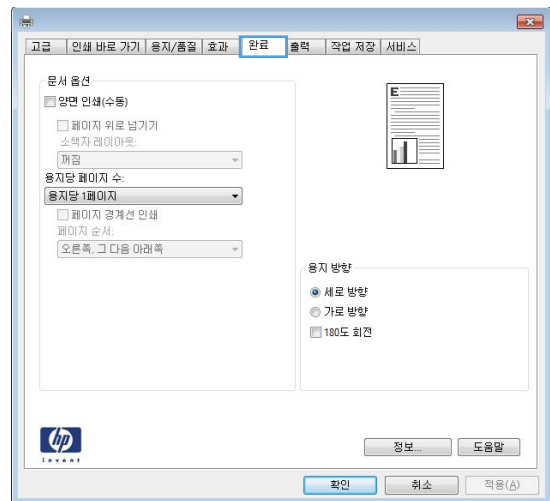 고급 인쇄 바로 가기 용지/품질 효과 완료 출력 작업 저장 서비스
문서 옵션
양면 인쇄(수동)
페이지 위로 넘기기
소책자 레이아웃:
꺼짐
용지당 페이지 수:
용지당 1페이지
페이지 경계선 인쇄
페이지 순서:
오른쪽, 그 다음 아래쪽
E
용지 방향
세로 방향
가로 방향
180도 회전
hp
invent
정보... 도움말
확인 취소 적용(A)